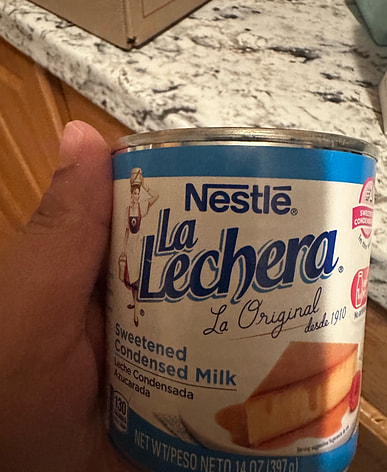 Nestlé®
La
Lechera®
La Original
desde 1910
Sweetened
Condensed Milk
Leche Condensada
Azucarada
130
NET WT/PESO NETO 14 OZ (397g)